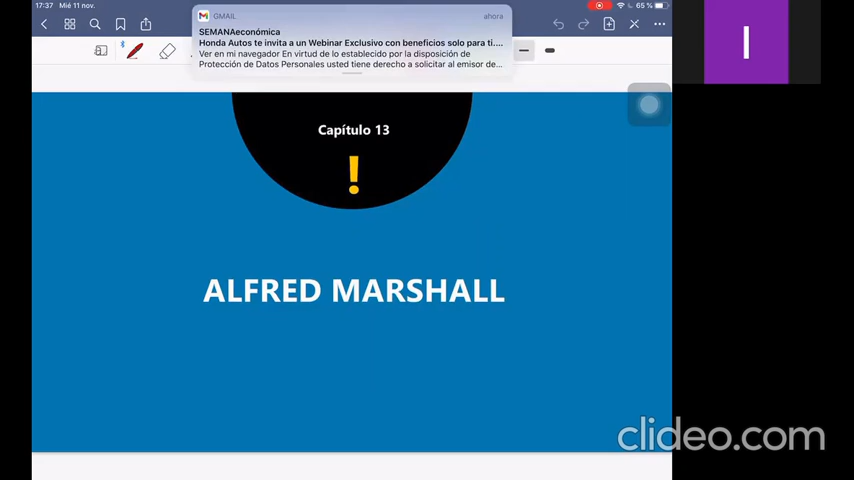 17:37 Mié 11 nov.
65 %
GMAIL
ahora
SEMANAeconómica
Honda Autos te invita a un Webinar Exclusivo con beneficios solo para ti....
Ver en mi navegador En virtud de lo establecido por la disposición de
Protección de Datos Personales usted tiene derecho a solicitar al emisor de...
I
Capítulo 13
!
ALFRED MARSHALL
clideo.com